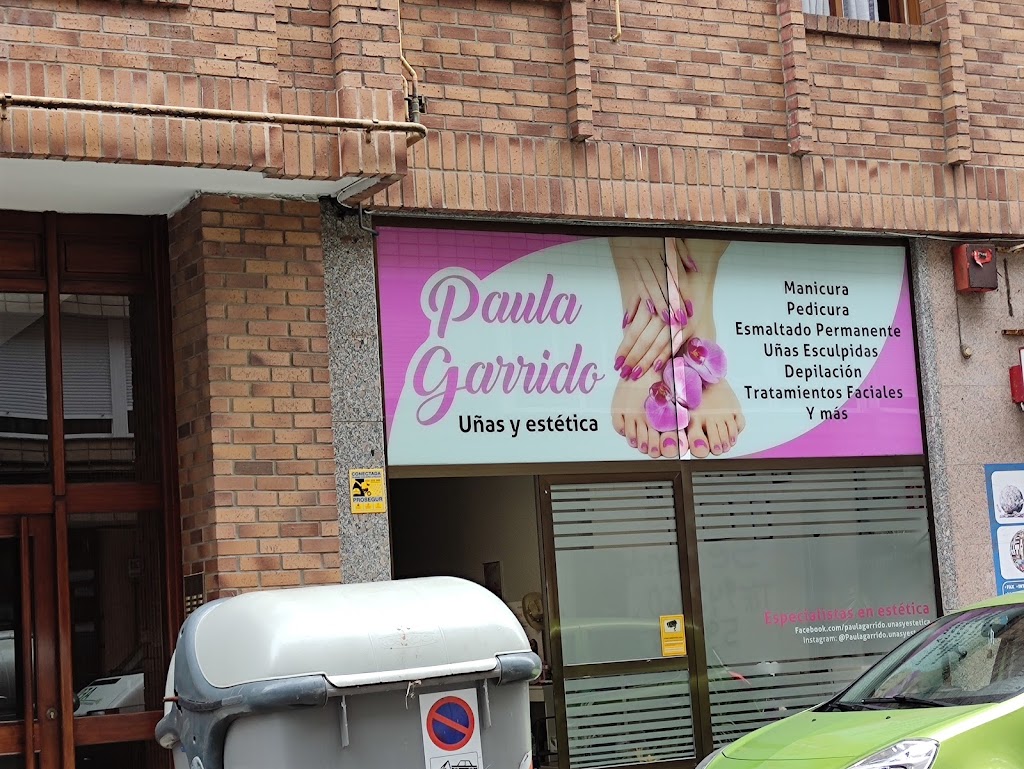 Paula
Garrido
Uñas y estética
Manicura
Pedicura
Esmaltado Permanente
Uñas Esculpidas
Depilación
Tratamientos Faciales
Y más
CONECTADA
PROSEGUR
Especialistas en estética
Facebook.com/paulagarrido.unasyestetica
Instagram: @Paulagarrido.unasyes